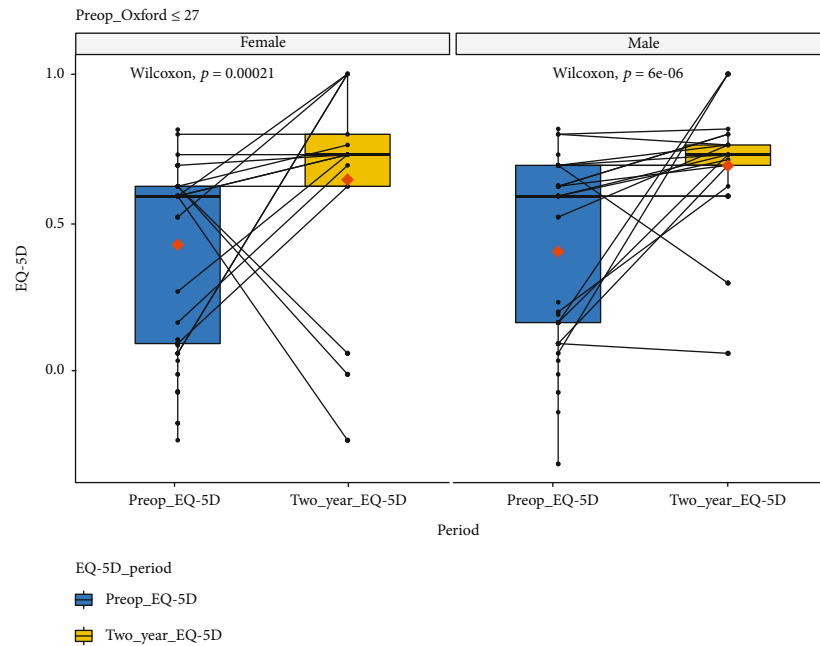 Preop_Oxford ≤ 27
Female
Male
Wilcoxon, p = 0.00021
Wilcoxon, p = 6e-06
1.0
0.5
0.0
EQ-5D
Preop_EQ-5D
Two_year_EQ-5D
Preop_EQ-5D
Two_year_EQ-5D
Period
EQ-5D_period
Preop_EQ-5D
Two_year_EQ-5D